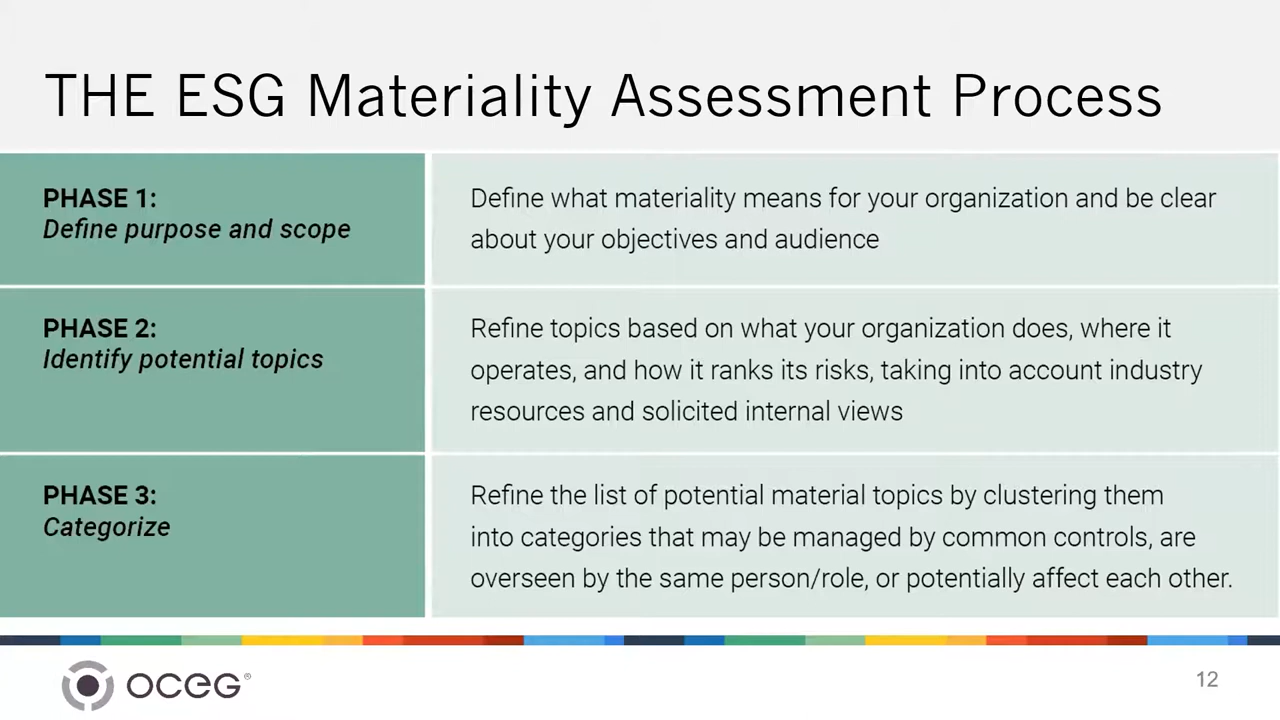 THE ESG Materiality Assessment Process
PHASE 1:
Define purpose and scope
Define what materiality means for your organization and be clear
about your objectives and audience
PHASE 2:
Identify potential topics
Refine topics based on what your organization does, where it
operates, and how it ranks its risks, taking into account industry
resources and solicited internal views
PHASE 3:
Categorize
Refine the list of potential material topics by clustering them
into categories that may be managed by common controls, are
overseen by the same person/role, or potentially affect each other.
OCEG®
12